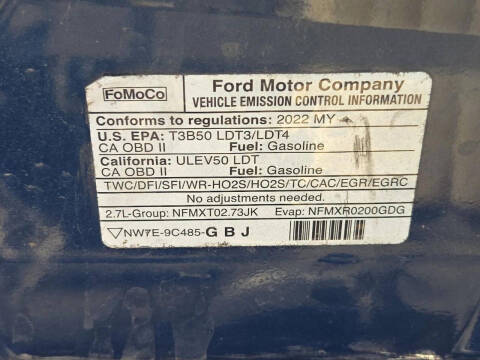 FoMoCo
Ford Motor Company
VEHICLE EMISSION CONTROL INFORMATION
Conforms to regulations: 2022 MY
U.S. EPA: T3B50 LDT3/LDT4
CA OBD II Fuel: Gasoline
California: ULEV50 LDT
CA OBD II Fuel: Gasoline
TWC/DFI/SFI/WR-HO2S/HO2S/TC/CAC/EGR/EGRC
No adjustments needed.
2.7L-Group: NFMXT02.73JK Evap: NFMXR0200GDG
NW7E-9C485-GBJ